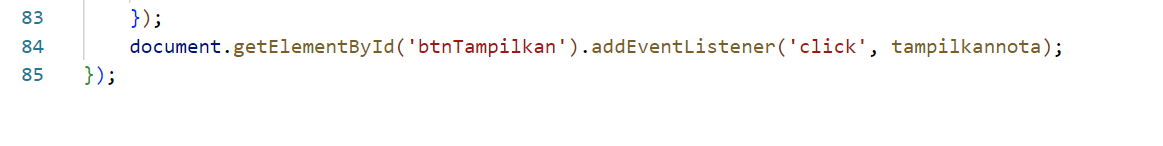 83 });
84 document.getElementById('btnTampilkan').addEventListener('click', tampilkannota);
85 });